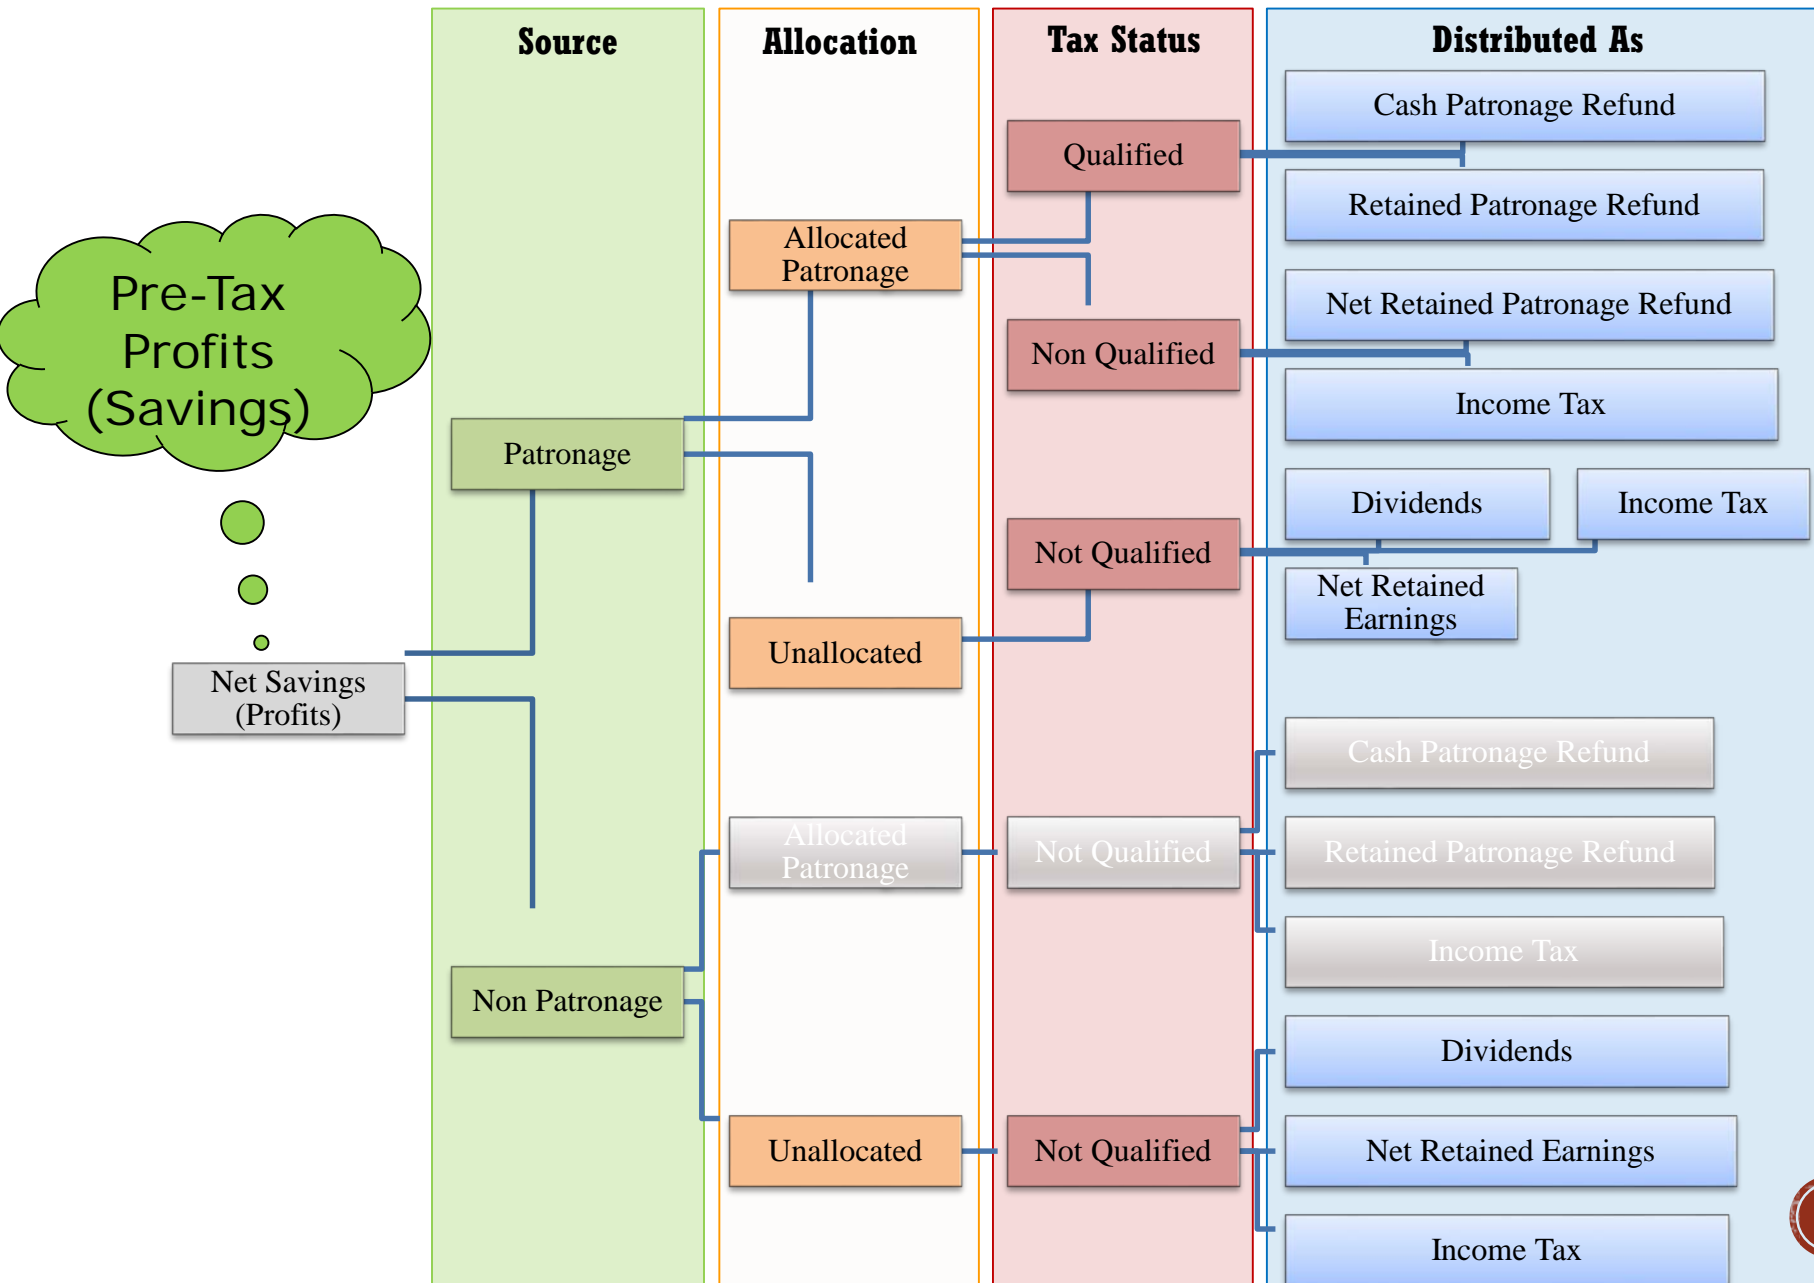 Source
Allocation
Tax Status
Distributed As
Cash Patronage Refund
Qualified
Retained Patronage Refund
Allocated
Patronage
Pre-Tax
Profits
(Savings)
Net Retained Patronage Refund
Non Qualified
Income Tax
Patronage
Dividends
Income Tax
Not Qualified
Net Retained
Earnings
Unallocated
Net Savings
(Profits)
Cash Patronage Refund
Allocated
Patronage
Not Qualified
Retained Patronage Refund
Income Tax
Non Patronage
Dividends
Unallocated
Not Qualified
Net Retained Earnings
Income Tax